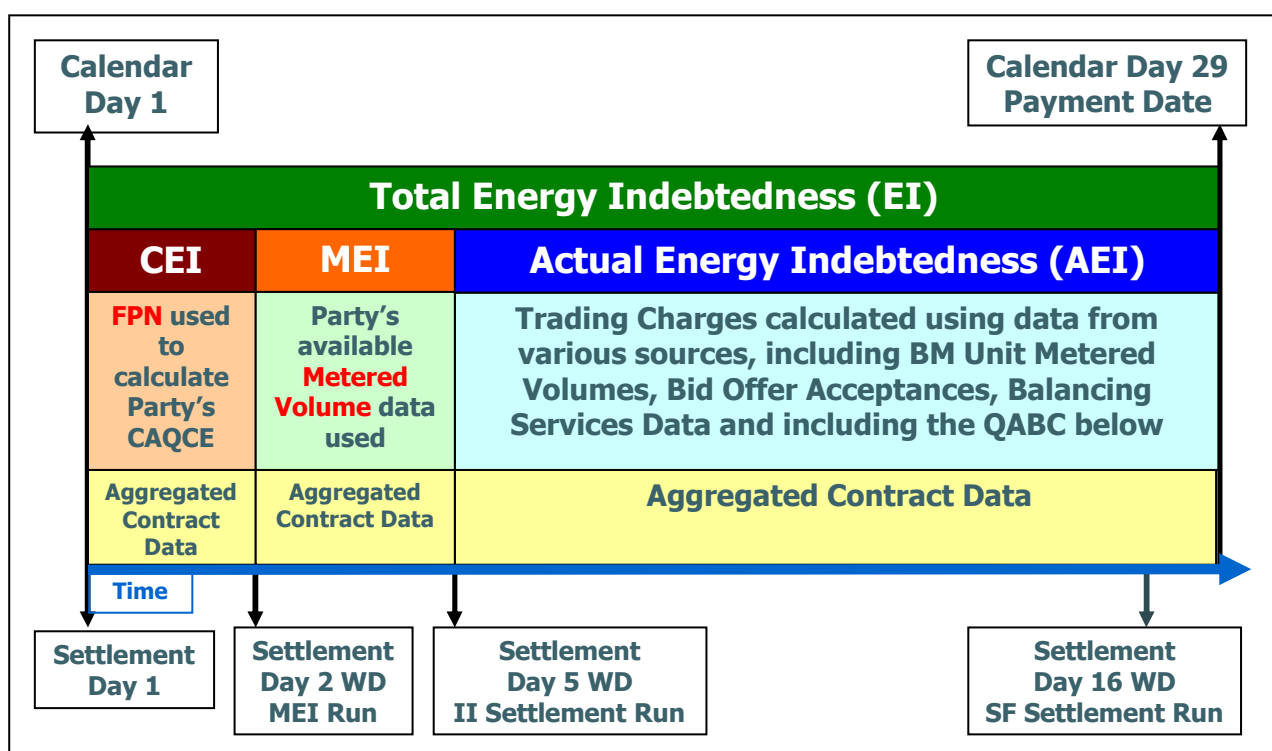 Calendar
Day 1
Calendar Day 29
Payment Date
Total Energy Indebtedness (EI)
CEI
MEI
Actual Energy Indebtedness (AEI)
FPN used
to
calculate
Party's
CAQCE
Party's
available
Metered
Volume data
used
Trading Charges calculated using data from
various sources, including BM Unit Metered
Volumes, Bid Offer Acceptances, Balancing
Services Data and including the QABC below
Aggregated
Contract
Data
Aggregated
Contract Data
Aggregated Contract Data
Time
Settlement
Day 1
Settlement
Day 2 WD
MEI Run
Settlement
Day 5 WD
II Settlement Run
Settlement
Day 16 WD
SF Settlement Run